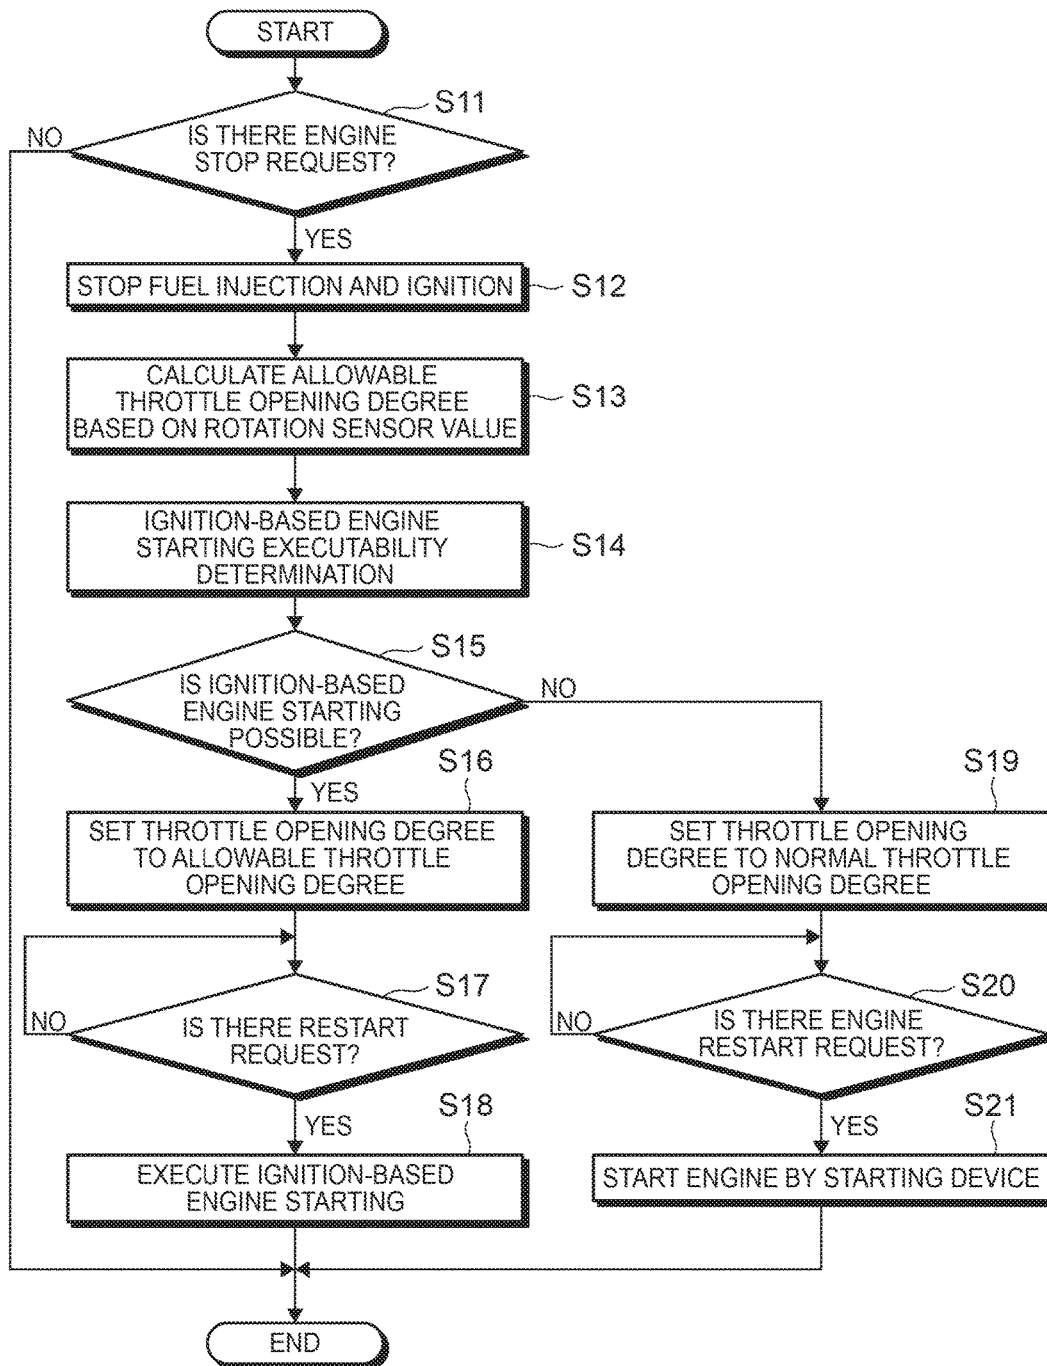 START
S11
NO
IS THERE ENGINE
STOP REQUEST?
YES
STOP FUEL INJECTION AND IGNITION
S12
CALCULATE ALLOWABLE
THROTTLE OPENING DEGREE
BASED ON ROTATION SENSOR VALUE
S13
IGNITION-BASED ENGINE
STARTING EXECUTABILITY
DETERMINATION
S14
S15
IS IGNITION-BASED
ENGINE STARTING
POSSIBLE?
NO
YES
S16
SET THROTTLE OPENING DEGREE
TO ALLOWABLE THROTTLE
OPENING DEGREE
S19
SET THROTTLE OPENING
DEGREE TO NORMAL THROTTLE
OPENING DEGREE
S17
NO
IS THERE RESTART
REQUEST?
YES
S20
NO
IS THERE ENGINE
RESTART REQUEST?
YES
S18
EXECUTE IGNITION-BASED
ENGINE STARTING
S21
START ENGINE BY STARTING DEVICE
END